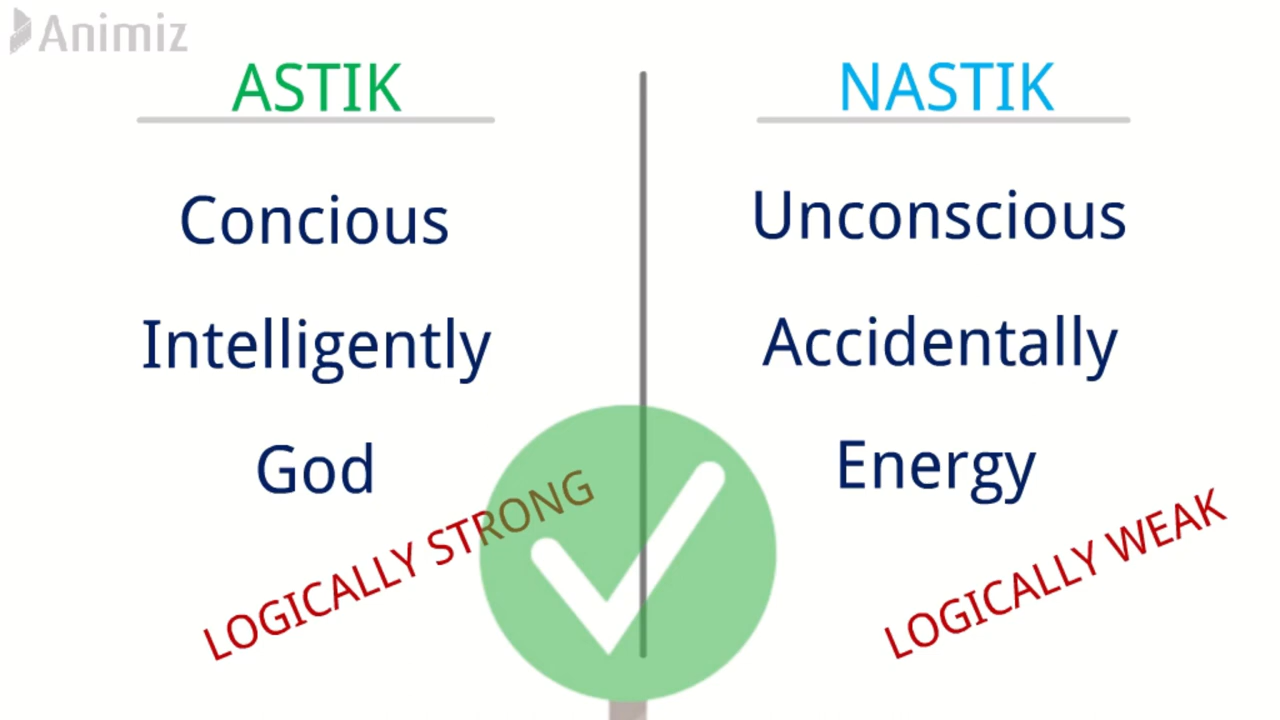 Animiz
ASTIK
NASTIK
Concious
Unconscious
Intelligently
Accidentally
God
Energy
LOGICALLY STRONG
LOGICALLY WEAK